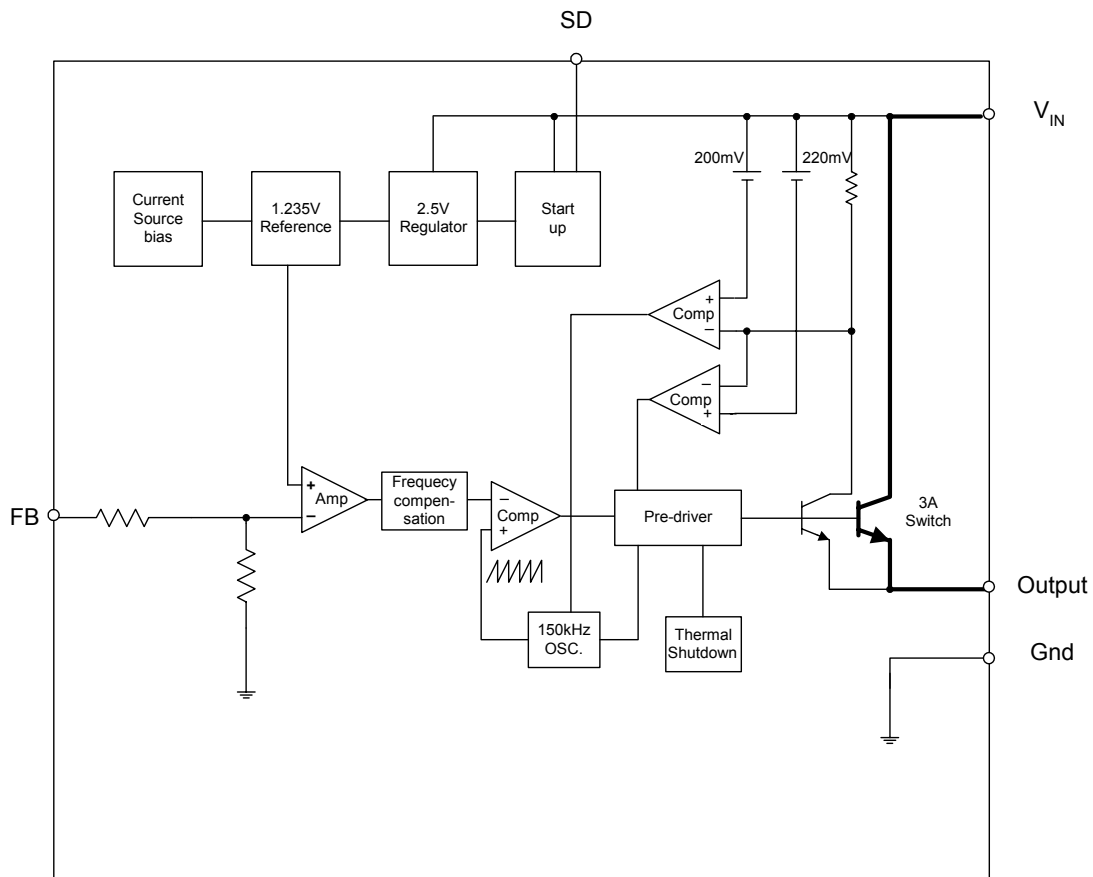 SD
V_IN
200mV
220mV
Current
Source
bias
1.235V
Reference
2.5V
Regulator
Start
up
+
Comp
−
−
Comp
+
FB
+
Amp
−
Frequecy
compen-
sation
−
Comp
+
Pre-driver
3A
Switch
150kHz
OSC.
Thermal
Shutdown
Output
Gnd